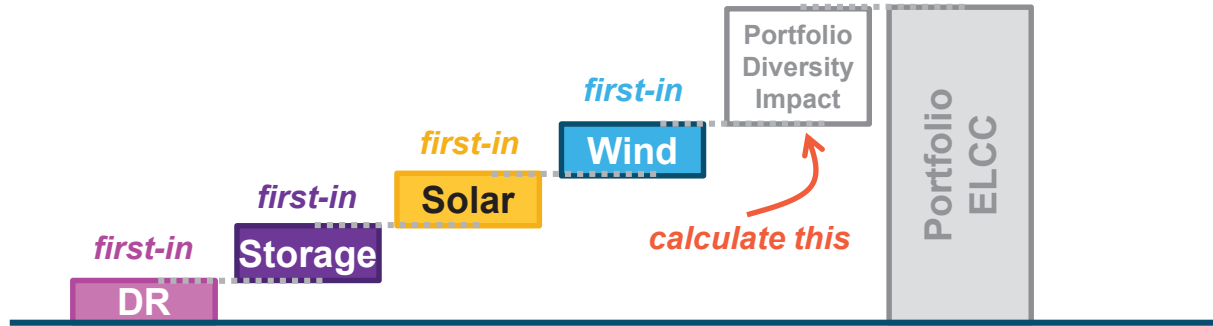 first-in
DR
first-in
Storage
first-in
Solar
first-in
Wind
Portfolio
Diversity
Impact
calculate this
Portfolio
ELCC